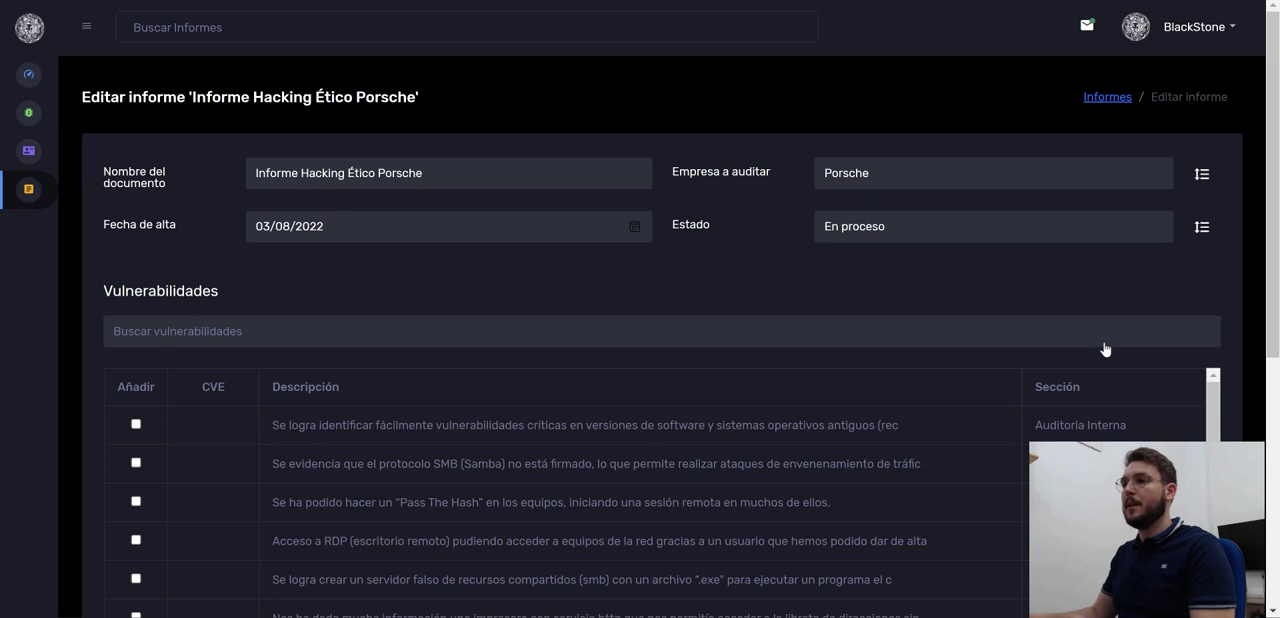 Buscar Informes
BlackStone
Editar informe 'Informe Hacking Ético Porsche'
Informes / Editar informe
Nombre del documento
Informe Hacking Ético Porsche
Empresa a auditar
Porsche
Fecha de alta
03/08/2022
Estado
En proceso
Vulnerabilidades
Buscar vulnerabilidades
Añadir CVE Descripción Sección
Se logra identificar fácilmente vulnerabilidades críticas en versiones de software y sistemas operativos antiguos (rec
Auditoria Interna
Se evidencia que el protocolo SMB (Samba) no está firmado, lo que permite realizar ataques de envenenamiento de tráfic
Se ha podido hacer un "Pass The Hash" en los equipos, iniciando una sesión remota en muchos de ellos.
Acceso a RDP (escritorio remoto) pudiendo acceder a equipos de la red gracias a un usuario que hemos podido dar de alta
Se logra crear un servidor falso de recursos compartidos (smb) con un archivo ".exe" para ejecutar un programa el c